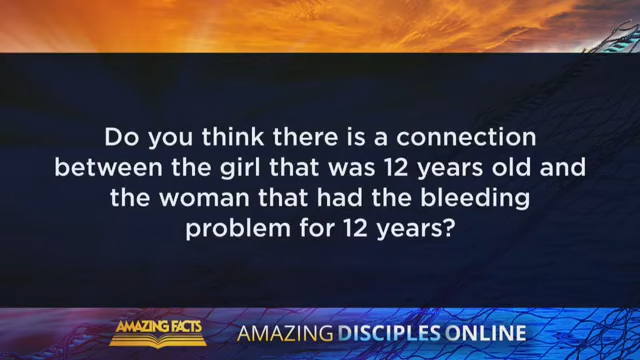 Do you think there is a connection
between the girl that was 12 years old and
the woman that had the bleeding
problem for 12 years?
AMAZING FACTS
AMAZING DISCIPLES ONLINE